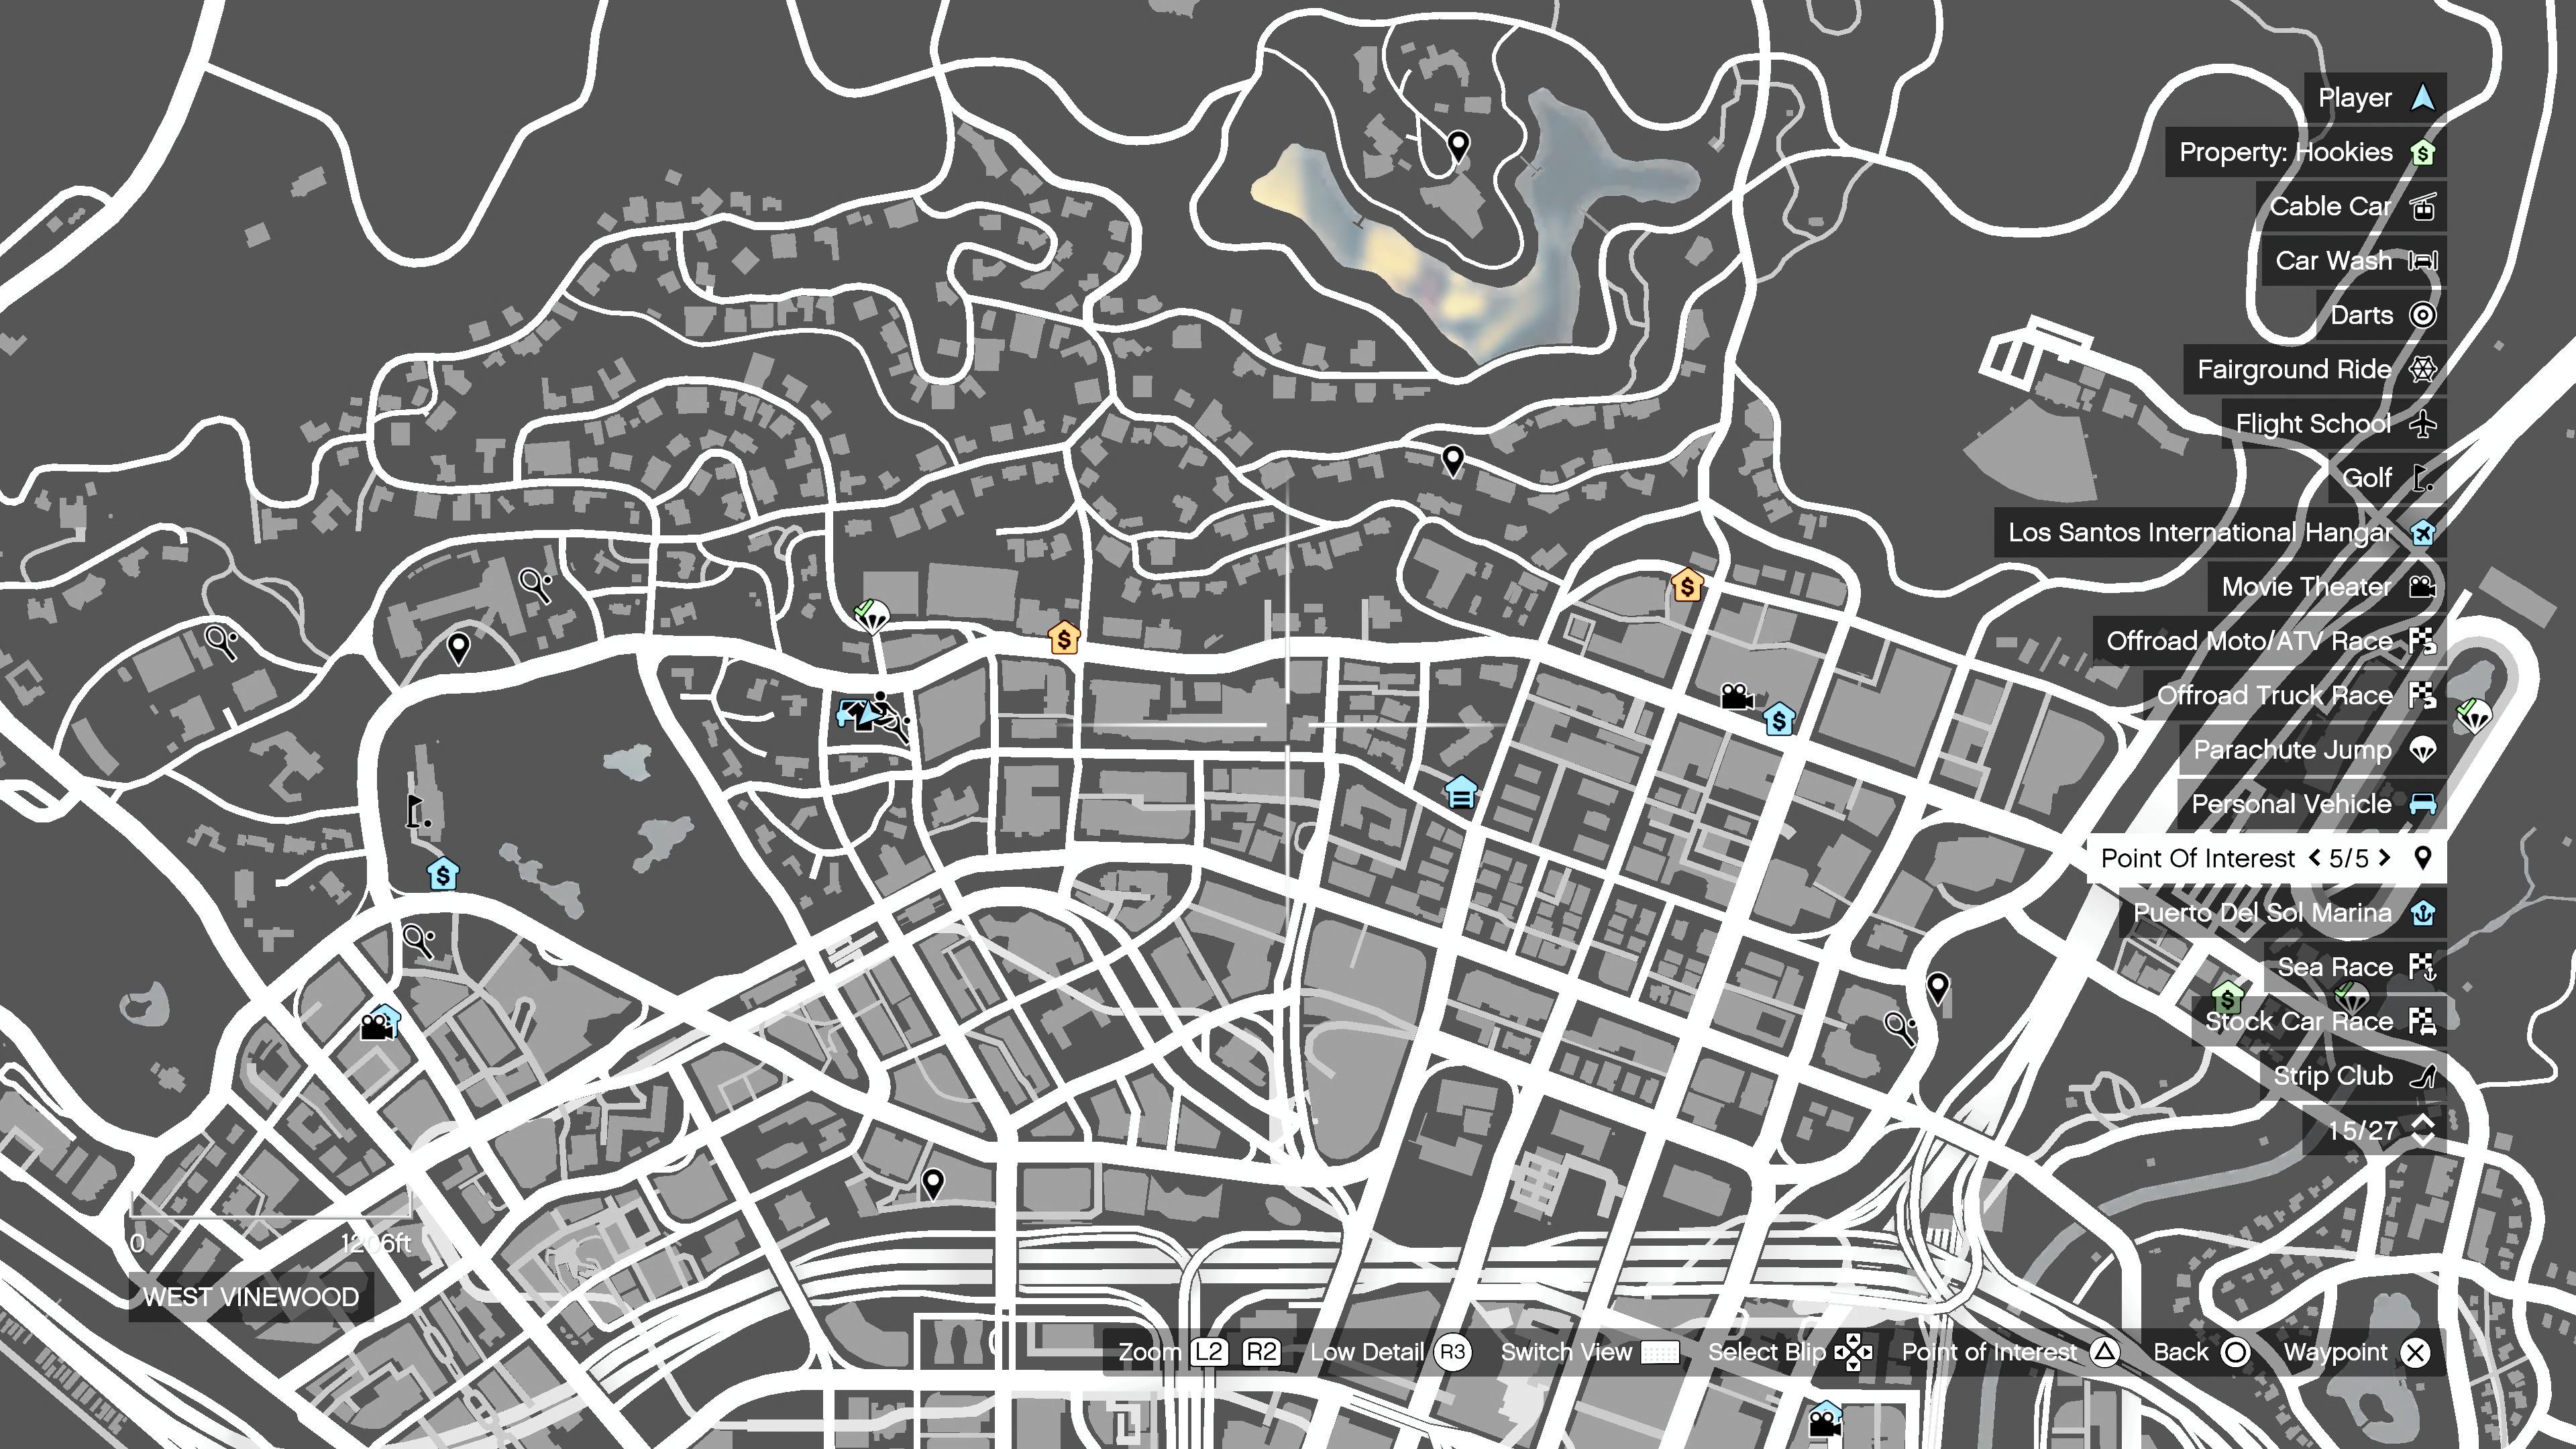 Player
Property: Hookies
Cable Car
Car Wash
Darts
Fairground Ride
Flight School
Golf
Los Santos International Hangar
Movie Theater
Offroad Moto/ATV Race
Offroad Truck Race
Parachute Jump
Personal Vehicle
Point Of Interest < 5/5 >
Puerto Del Sol Marina
Sea Race
Stock Car Race
Strip Club
15/27
0 1206ft
WEST VINEWOOD
Zoom L2 R2 Low Detail R3 Switch View Select Blip Point of Interest Back Waypoint